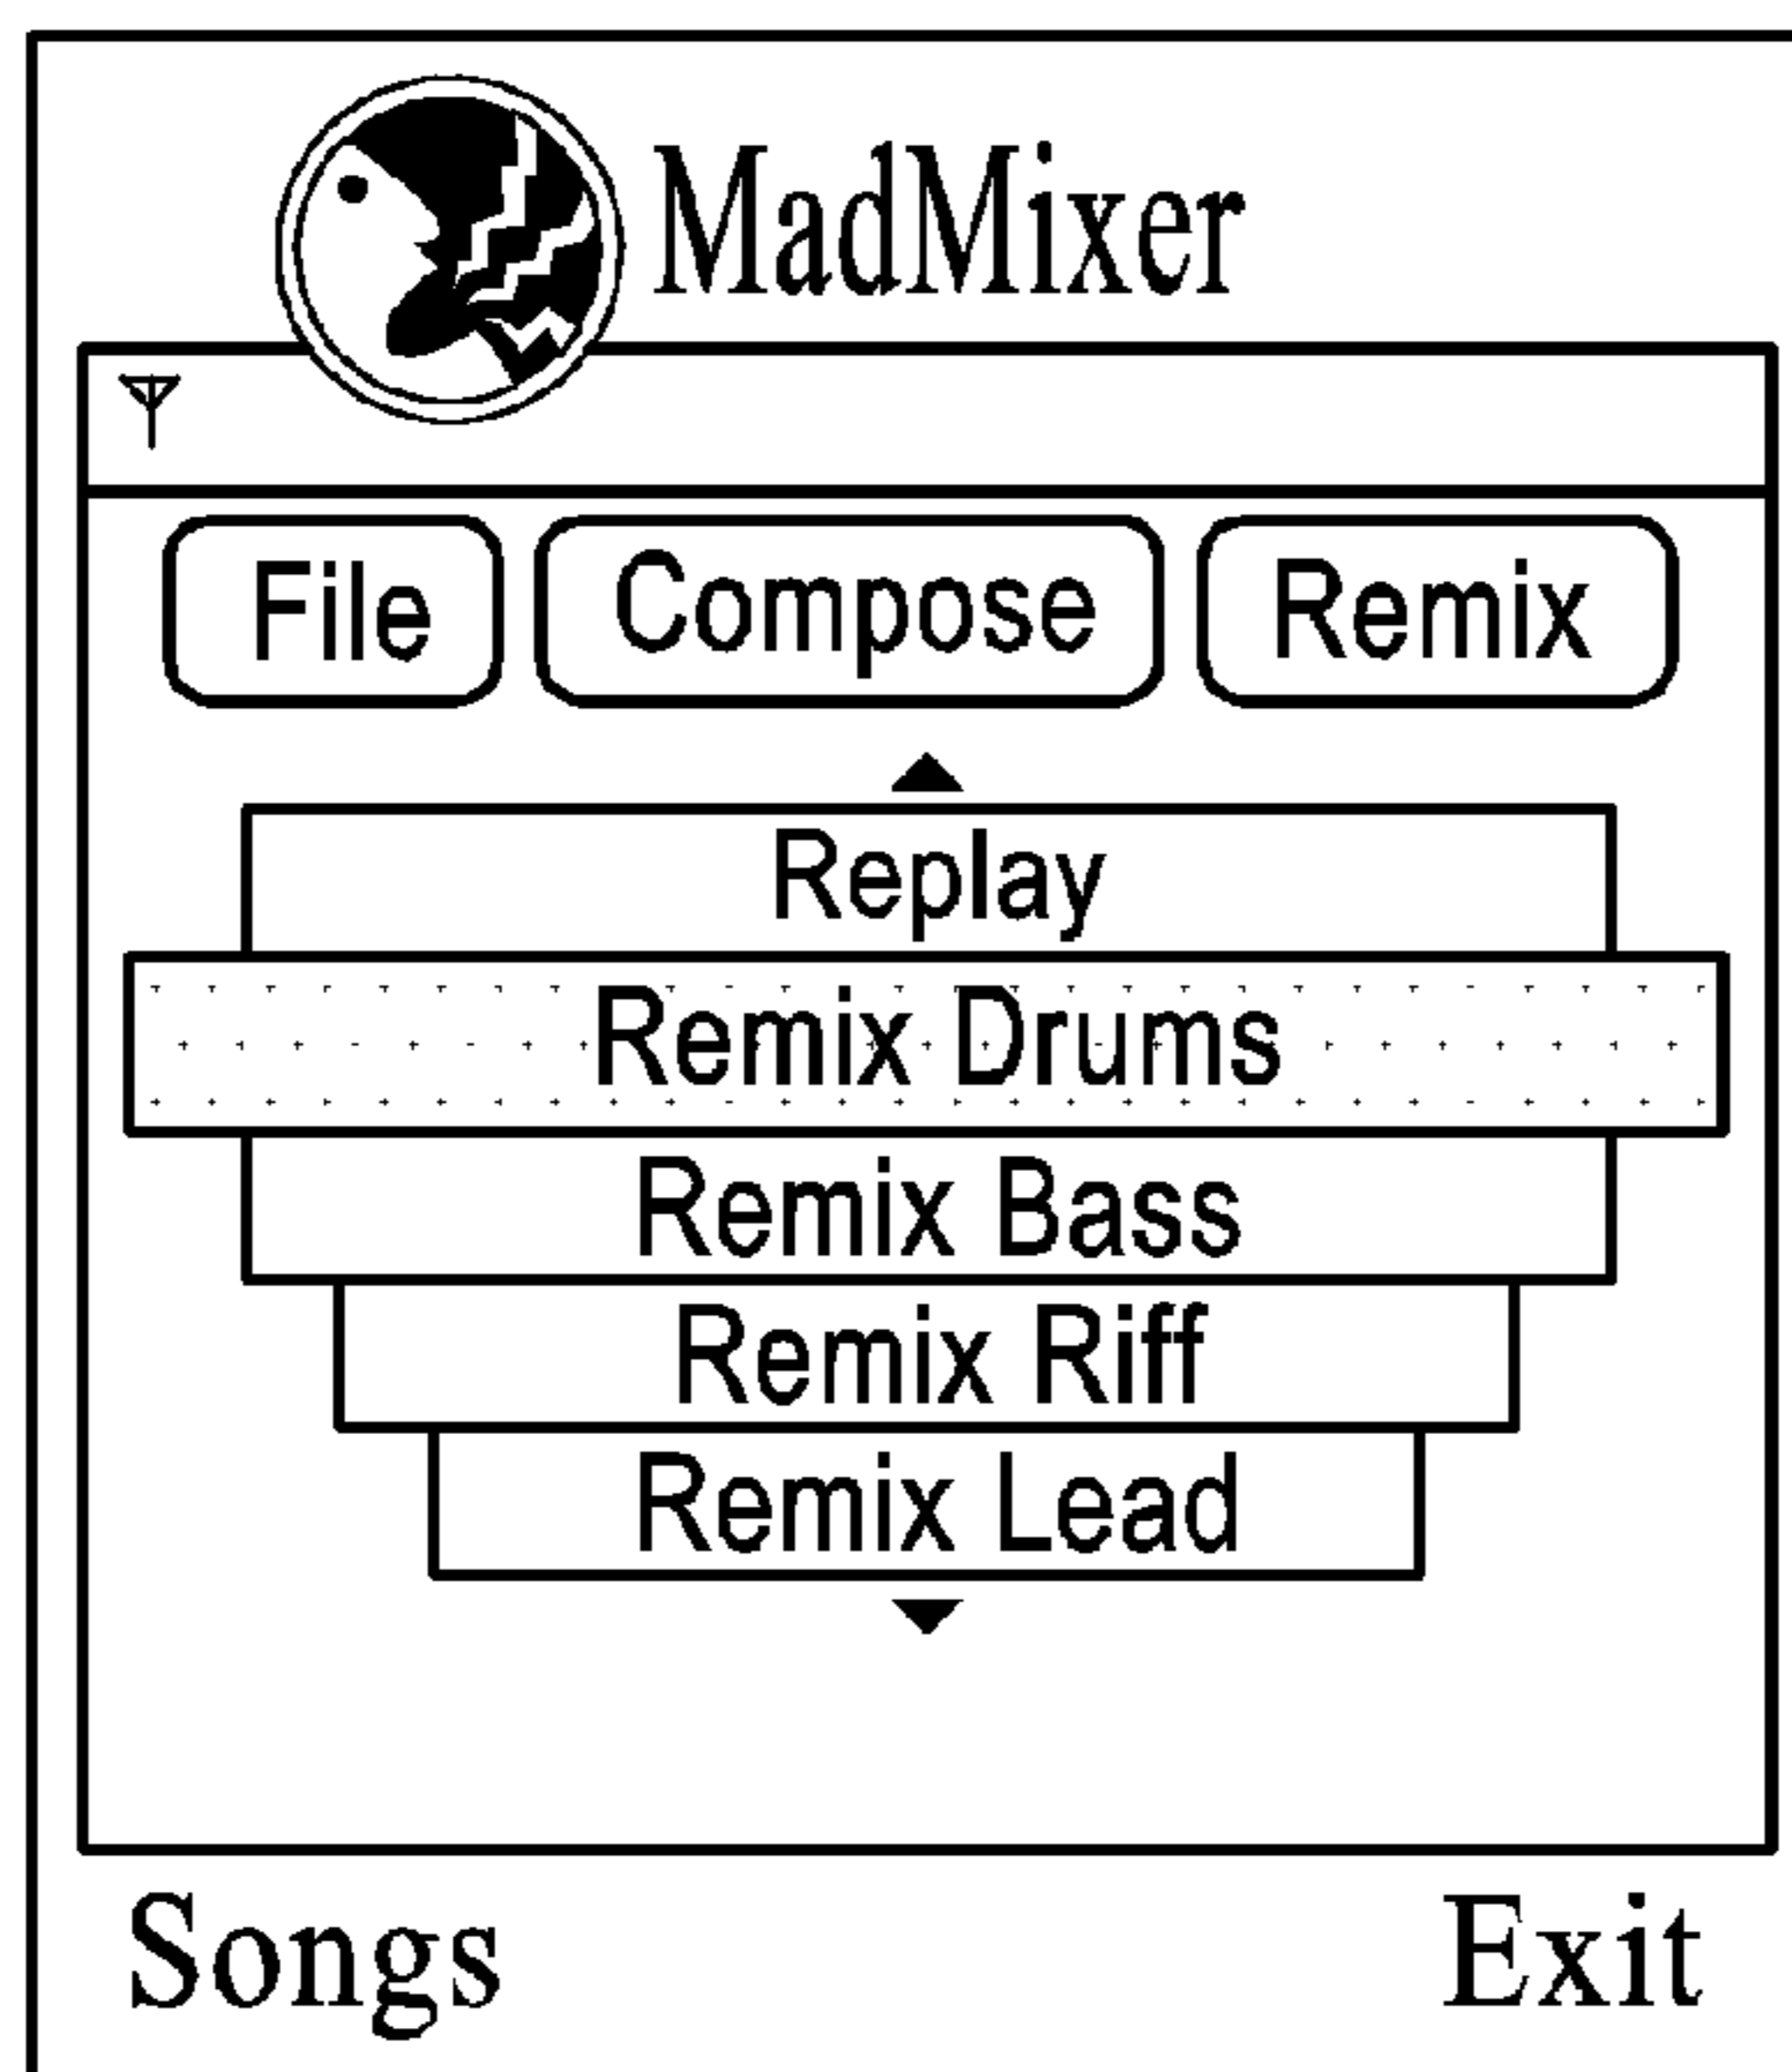 MadMixer
File Compose Remix
Replay
Remix Drums
Remix Bass
Remix Riff
Remix Lead
Songs Exit